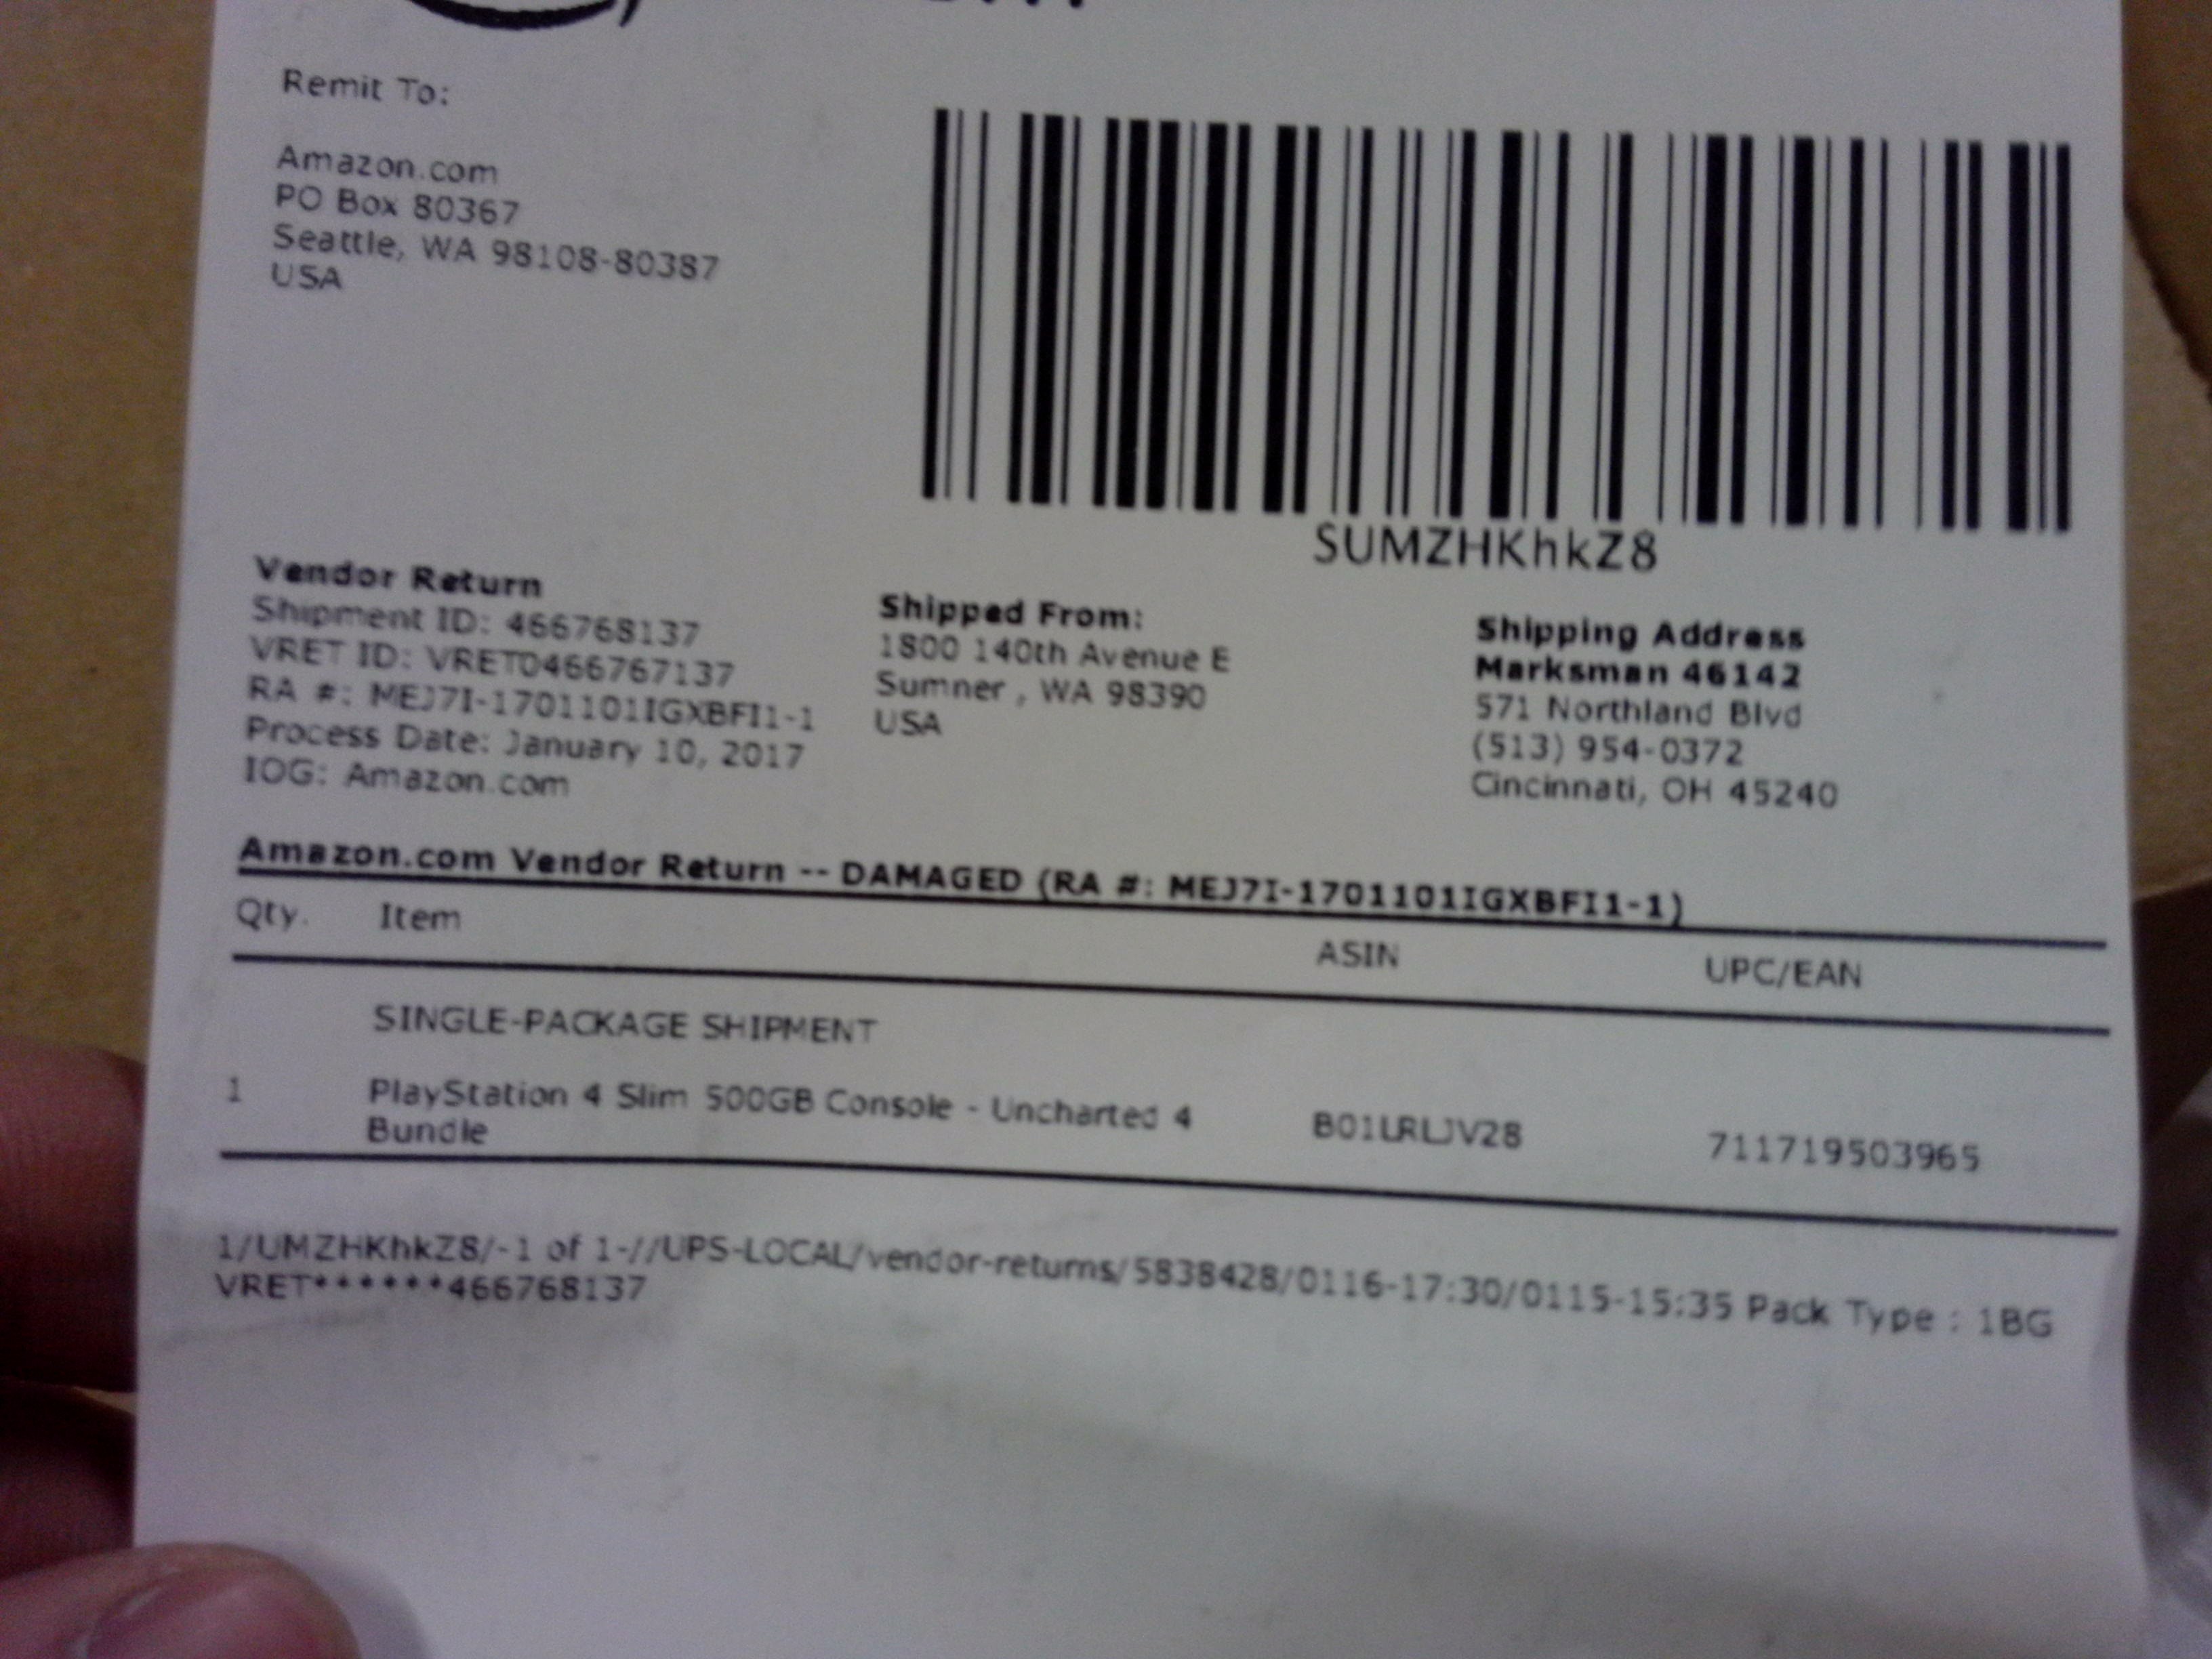 Remit To:
Amazon.com
PO Box 80367
Seattle, WA 98108-80387
USA
SUMZHKhkZ8
Vendor Return
Shipment ID: 466768137
VRET ID: VRET0466767137
RA #: MEJ7I-1701101IGXBFI1-1
Process Date: January 10, 2017
IOG: Amazon.com
Shipped From:
1800 140th Avenue E
Sumner , WA 98390
USA
Shipping Address
Marksman 46142
571 Northland Blvd
(513) 954-0372
Cincinnati, OH 45240
Amazon.com Vendor Return -- DAMAGED (RA #: MEJ7I-1701101IGXBFI1-1)
Qty. Item ASIN UPC/EAN
SINGLE-PACKAGE SHIPMENT
1 PlayStation 4 Slim 500GB Console - Uncharted 4 B01LRLJV28 711719503965
Bundle
1/UMZHKhkZ8/-1 of 1-//UPS-LOCAL/vendor-returns/5838428/0116-17:30/0115-15:35 Pack Type : 1BG
VRET******466768137